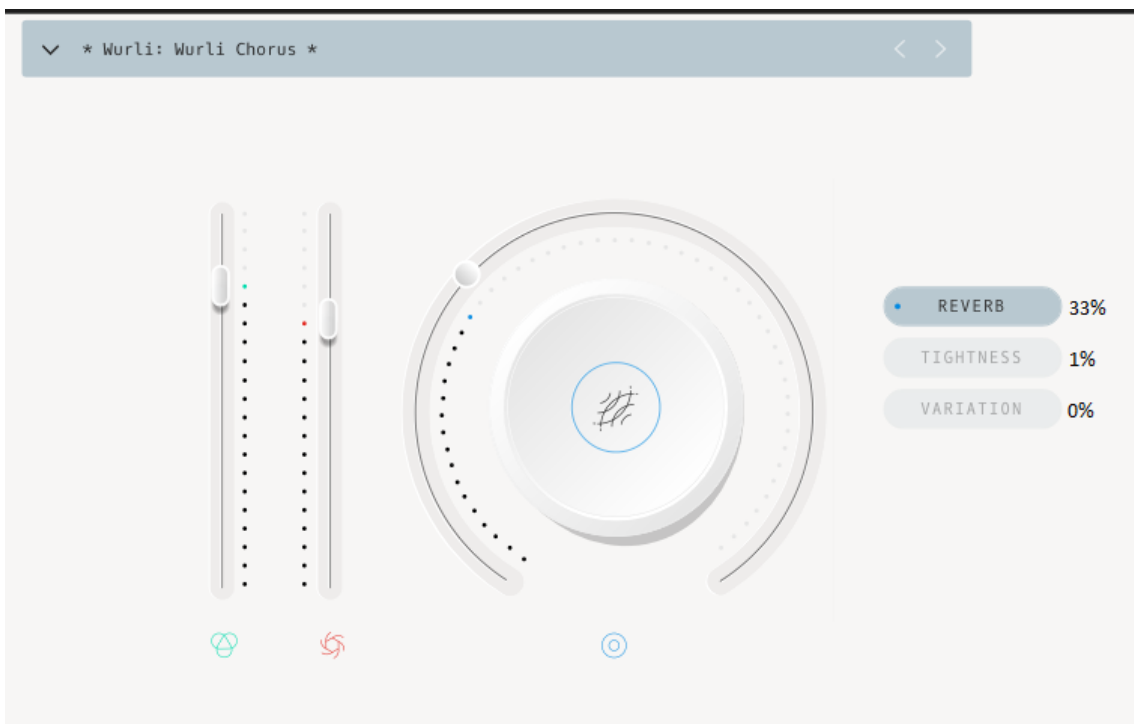 * Wurli: Wurli Chorus *
REVERB 33%
TIGHTNESS 1%
VARIATION 0%